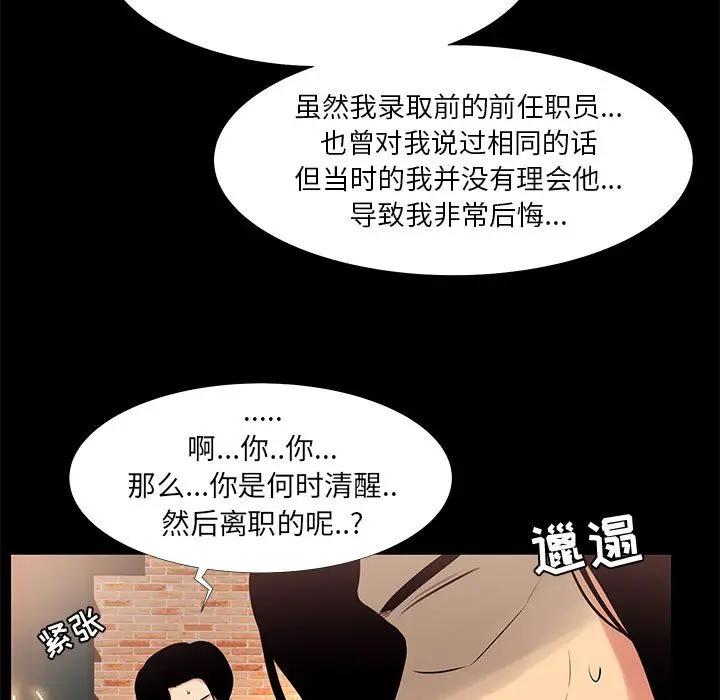 虽然我录取前的前任职员...
也曾对我说过相同的话
但当时的我并没有理会他...
导致我非常后悔...
.....
啊...你..你...
那么...你是何时清醒..
然后离职的呢..?
邋遢
紧张